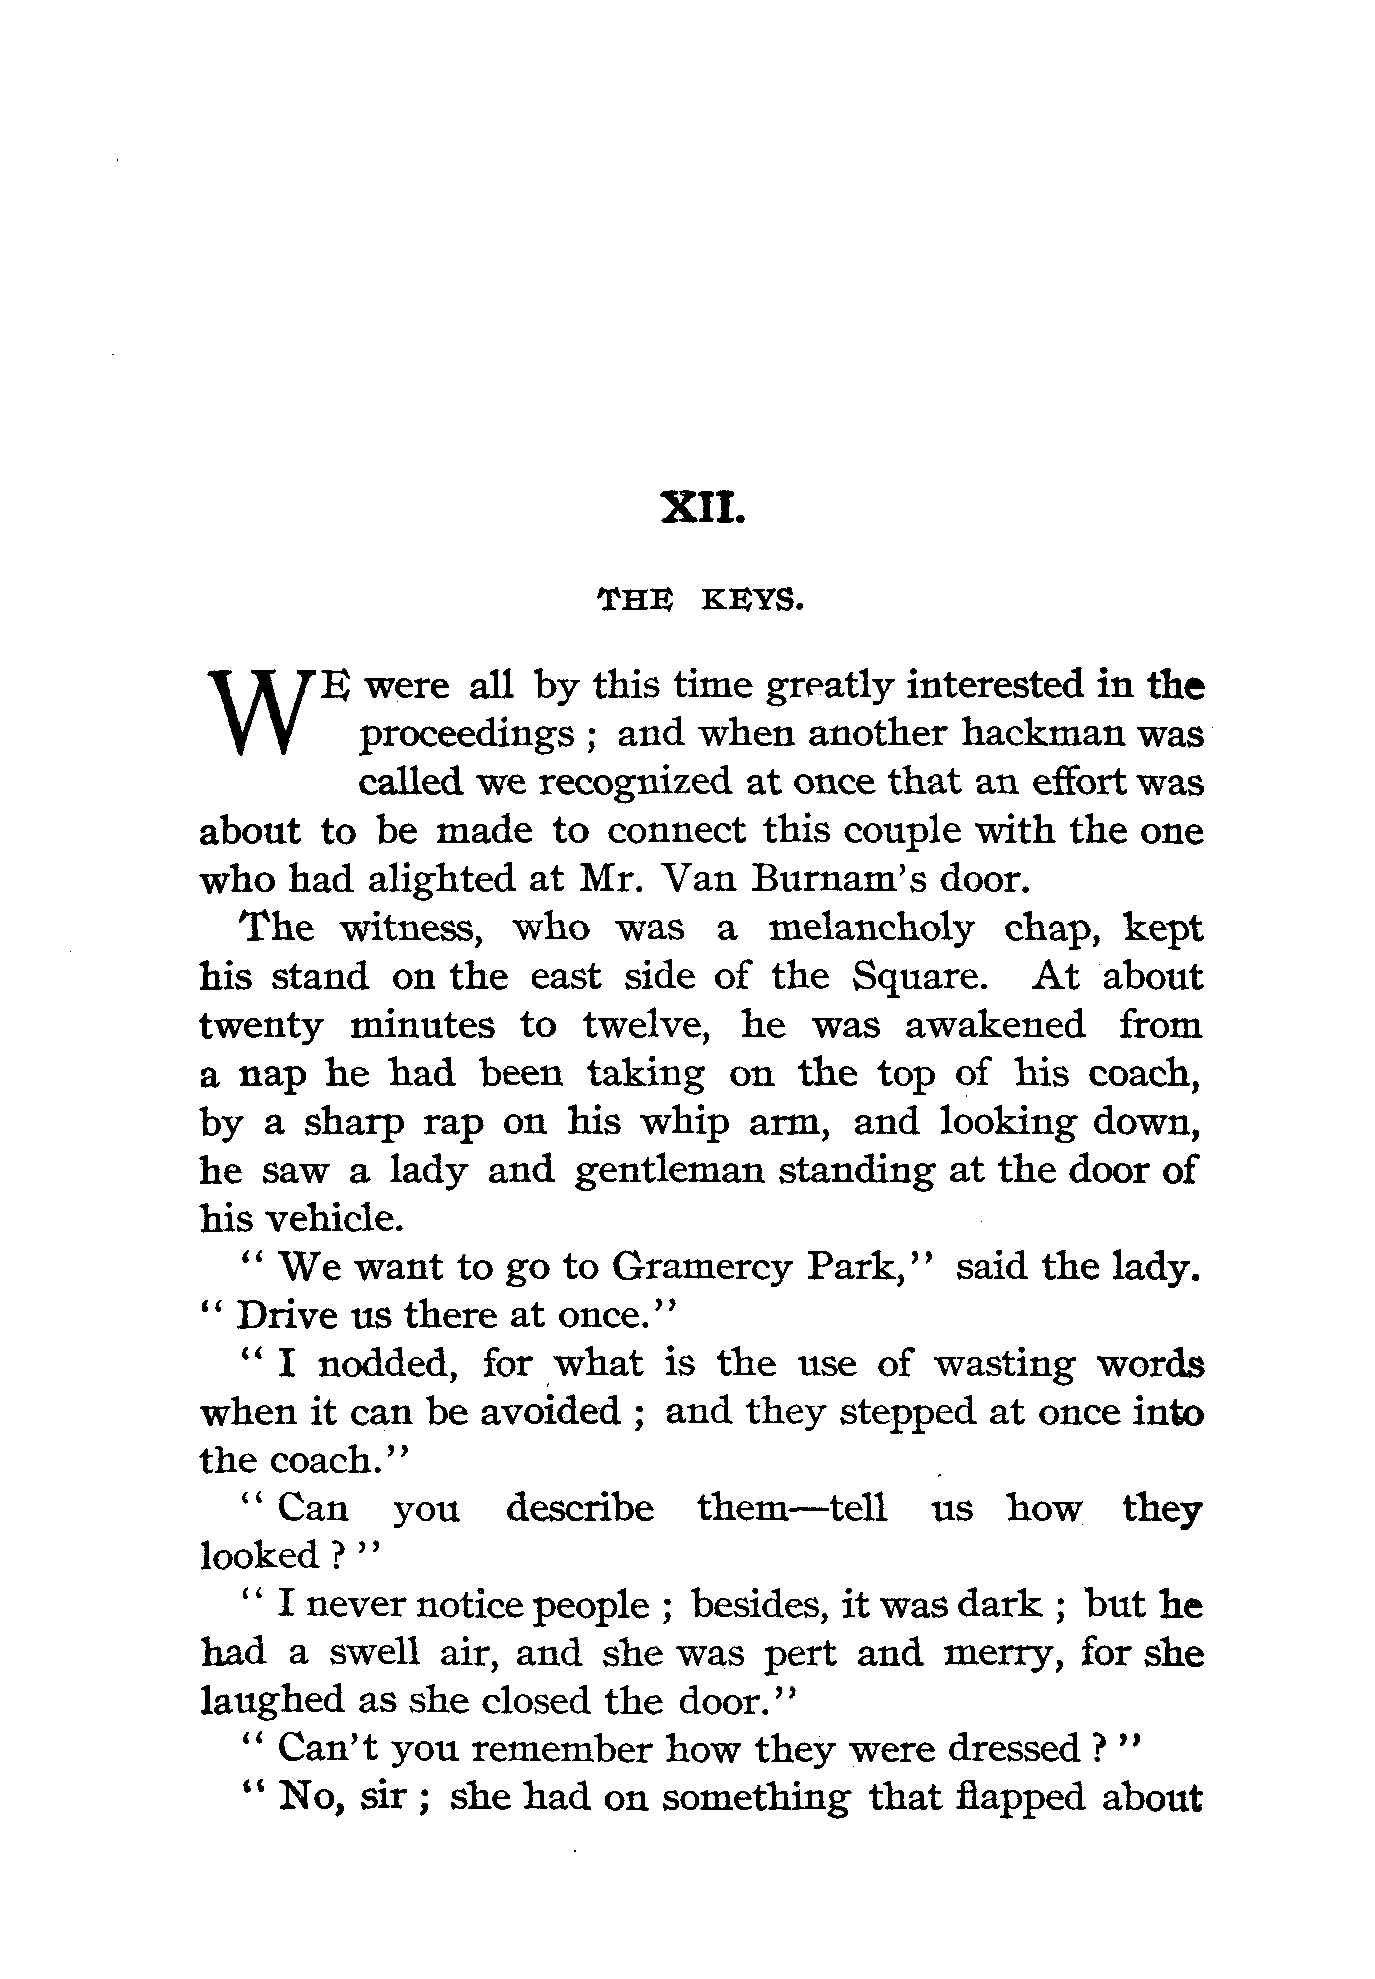 XII.
THE KEYS.
WE were all by this time greatly interested in the
proceedings ; and when another hackman was
called we recognized at once that an effort was
about to be made to connect this couple with the one
who had alighted at Mr. Van Burnam's door.
The witness, who was a melancholy chap, kept
his stand on the east side of the Square. At about
twenty minutes to twelve, he was awakened from
a nap he had been taking on the top of his coach,
by a sharp rap on his whip arm, and looking down,
he saw a lady and gentleman standing at the door of
his vehicle.
“ We want to go to Gramercy Park,” said the lady.
“ Drive us there at once.”
“ I nodded, for what is the use of wasting words
when it can be avoided ; and they stepped at once into
the coach.”
“ Can you describe them—tell us how they
looked ? ”
“ I never notice people ; besides, it was dark ; but he
had a swell air, and she was pert and merry, for she
laughed as she closed the door.”
“ Can't you remember how they were dressed ? ”
“ No, sir ; she had on something that flapped about